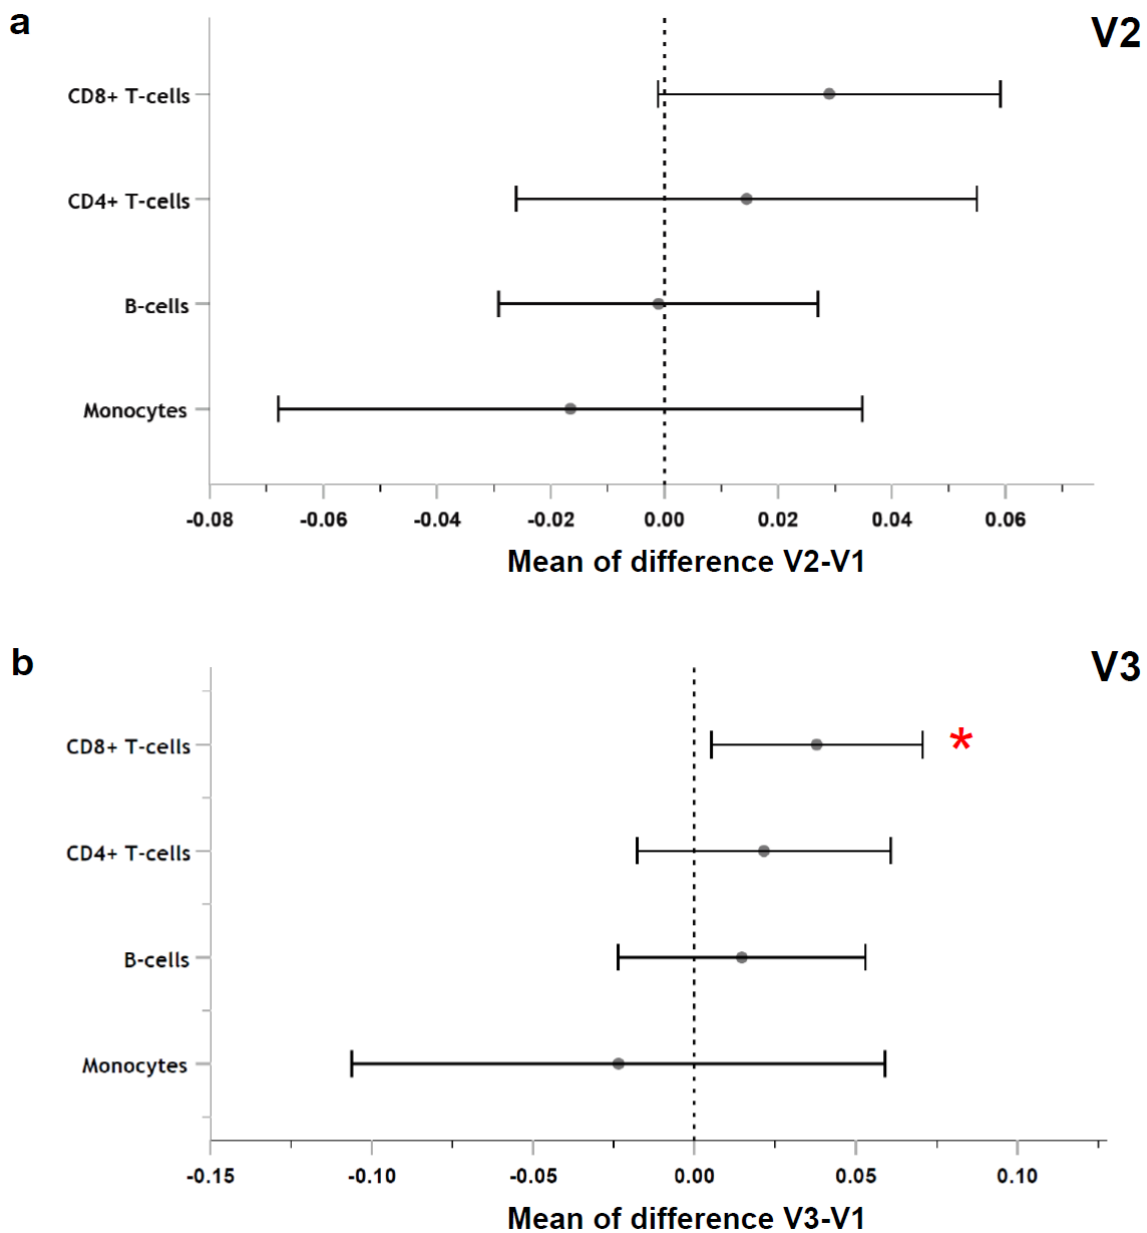 a
V2
CD8+ T-cells
CD4+ T-cells
B-cells
Monocytes
-0.08 -0.06 -0.04 -0.02 0.00 0.02 0.04 0.06
Mean of difference V2-V1
b
V3
CD8+ T-cells *
CD4+ T-cells
B-cells
Monocytes
-0.15 -0.10 -0.05 0.00 0.05 0.10
Mean of difference V3-V1